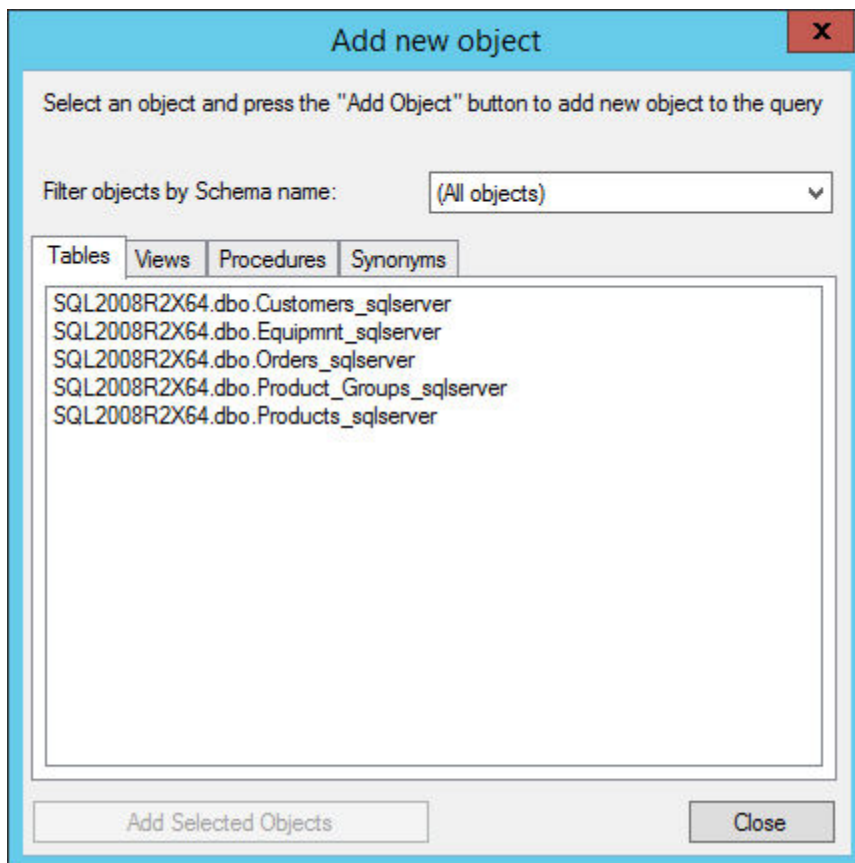 Add new object
x
Select an object and press the "Add Object" button to add new object to the query
Filter objects by Schema name: (All objects)
Tables Views Procedures Synonyms
SQL2008R2X64.dbo.Customers_sqlserver
SQL2008R2X64.dbo.Equipmnt_sqlserver
SQL2008R2X64.dbo.Orders_sqlserver
SQL2008R2X64.dbo.Product_Groups_sqlserver
SQL2008R2X64.dbo.Products_sqlserver
Add Selected Objects Close